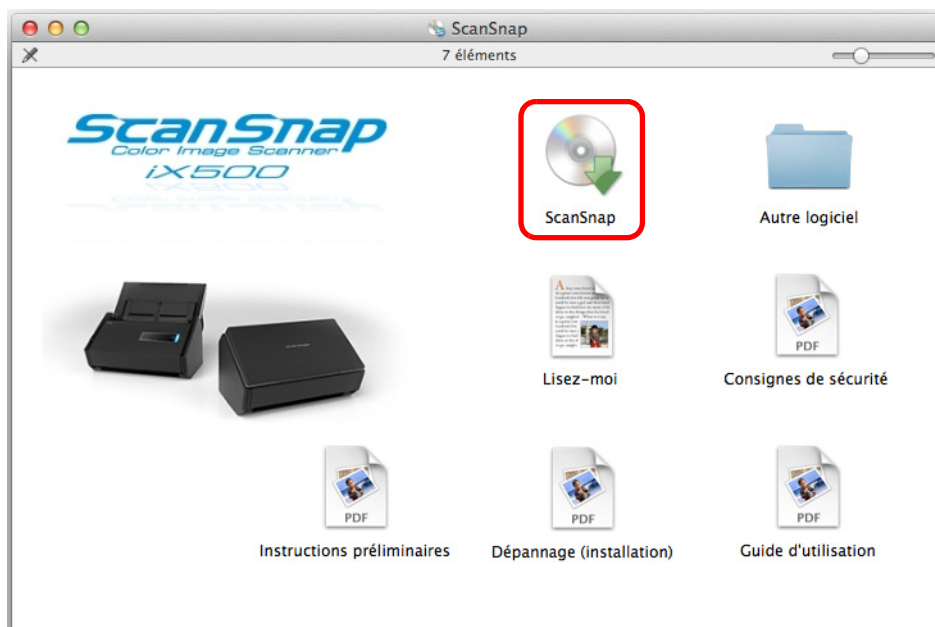 ScanSnap
7 éléments
ScanSnap
Color Image Scanner
iX500
ScanSnap
Autre logiciel
Lisez-moi
PDF
Consignes de sécurité
PDF
Instructions préliminaires
PDF
Dépannage (installation)
PDF
Guide d'utilisation